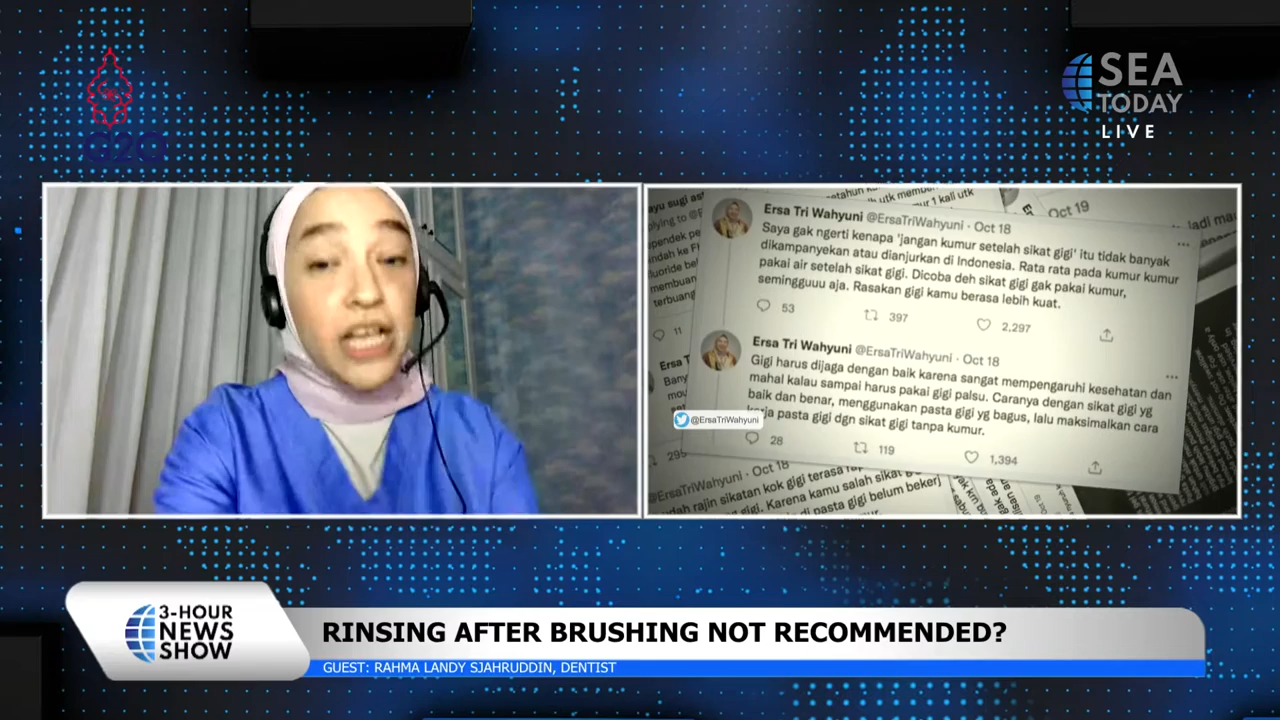 G20
SEA
TODAY
LIVE
Oct 19
Ersa Tri Wahyuni @ErsaTriWahyuni · Oct 18
Saya gak ngerti kenapa 'jangan kumur setelah sikat gigi' itu tidak banyak
dikampanyekan atau dianjurkan di Indonesia. Rata rata pada kumur kumur
pakai air setelah sikat gigi. Dicoba deh sikat gigi gak pakai kumur,
seminguuu aja. Rasakan gigi kamu berasa lebih kuat.
53 397 2,297
11
Ersa Tri Wahyuni @ErsaTriWahyuni · Oct 18
Gigi harus dijaga dengan baik karena sangat mempengaruhi kesehatan dan
mahal kalau sampai harus pakai gigi palsu. Caranya dengan sikat gigi yg
baik dan benar, menggunakan pasta gigi yg bagus, lalu maksimalkan cara
kerja pasta gigi dgn sikat gigi tanpa kumur.
@ErsaTriWahyuni
28 119 1,394
@ErsaTriWahyuni · Oct 18
3-HOUR
NEWS
SHOW
RINSING AFTER BRUSHING NOT RECOMMENDED?
GUEST: RAHMA LANDY SJAHRUDDIN, DENTIST